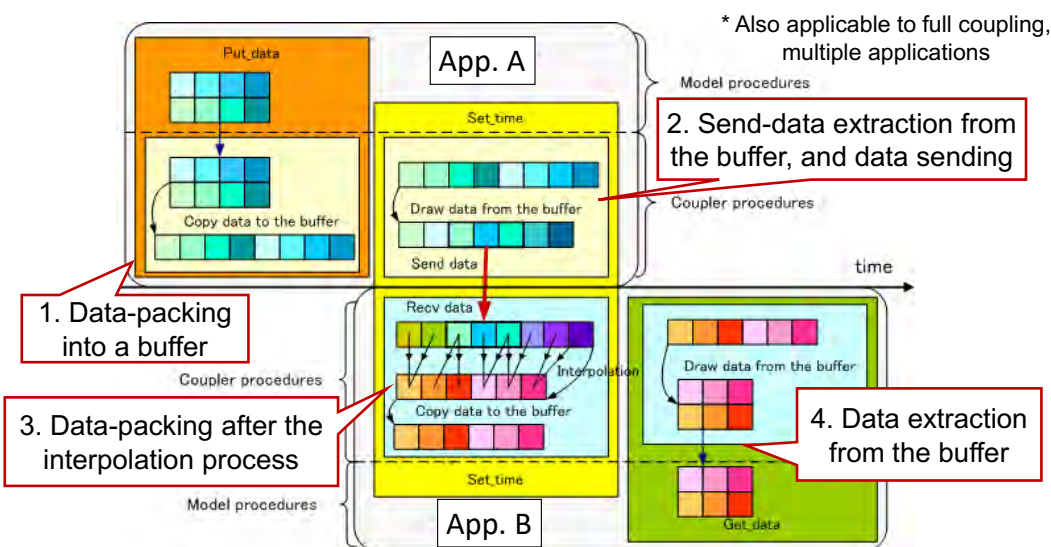 * Also applicable to full coupling,
multiple applications
Put_data
App. A
Model procedures
Set_time
2. Send-data extraction from
the buffer, and data sending
Draw data from the buffer
Coupler procedures
Copy data to the buffer
Send data
time
1. Data-packing
into a buffer
Recv data
Interpolation
Draw data from the buffer
Coupler procedures
Copy data to the buffer
3. Data-packing after the
interpolation process
4. Data extraction
from the buffer
Set_time
Model procedures
App. B
Get_data